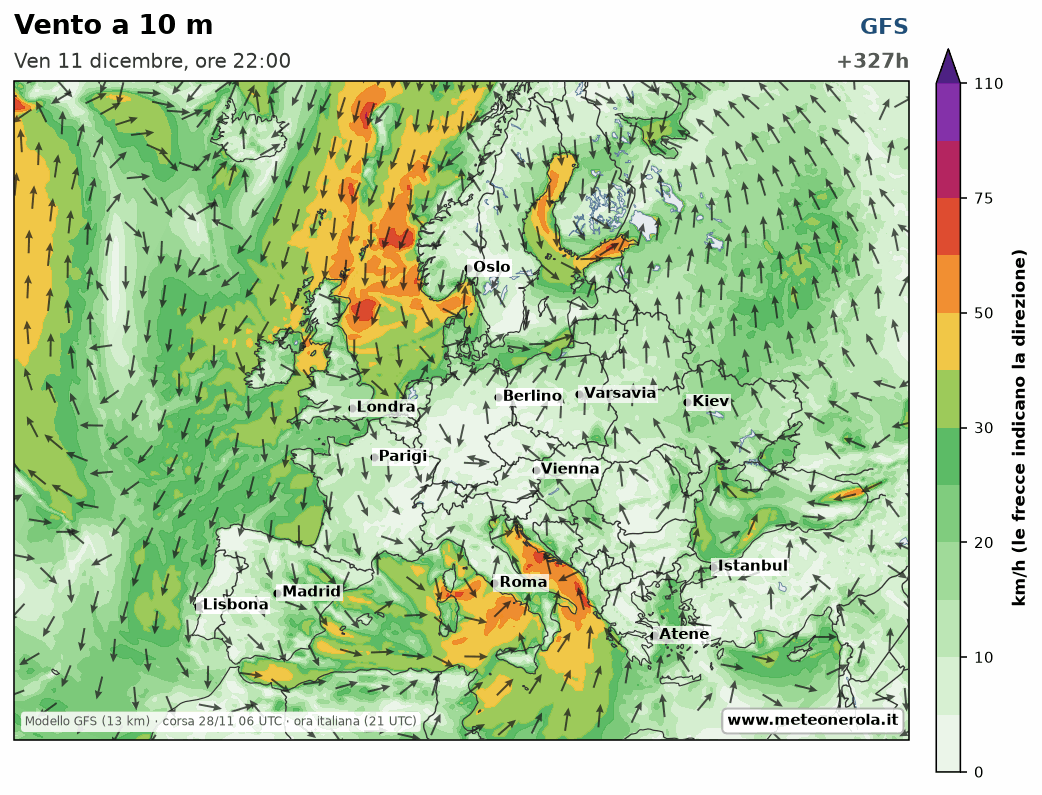 Vento a 10 m
GFS
Ven 11 dicembre, ore 22:00
+327h
110
75
50
30
20
10
0
km/h (le frecce indicano la direzione)
Oslo
Londra
Berlino
Varsavia
Kiev
Parigi
Vienna
Istanbul
Roma
Madrid
Lisbona
Atene
Modello GFS (13 km) · corsa 28/11 06 UTC · ora italiana (21 UTC)
www.meteonerola.it